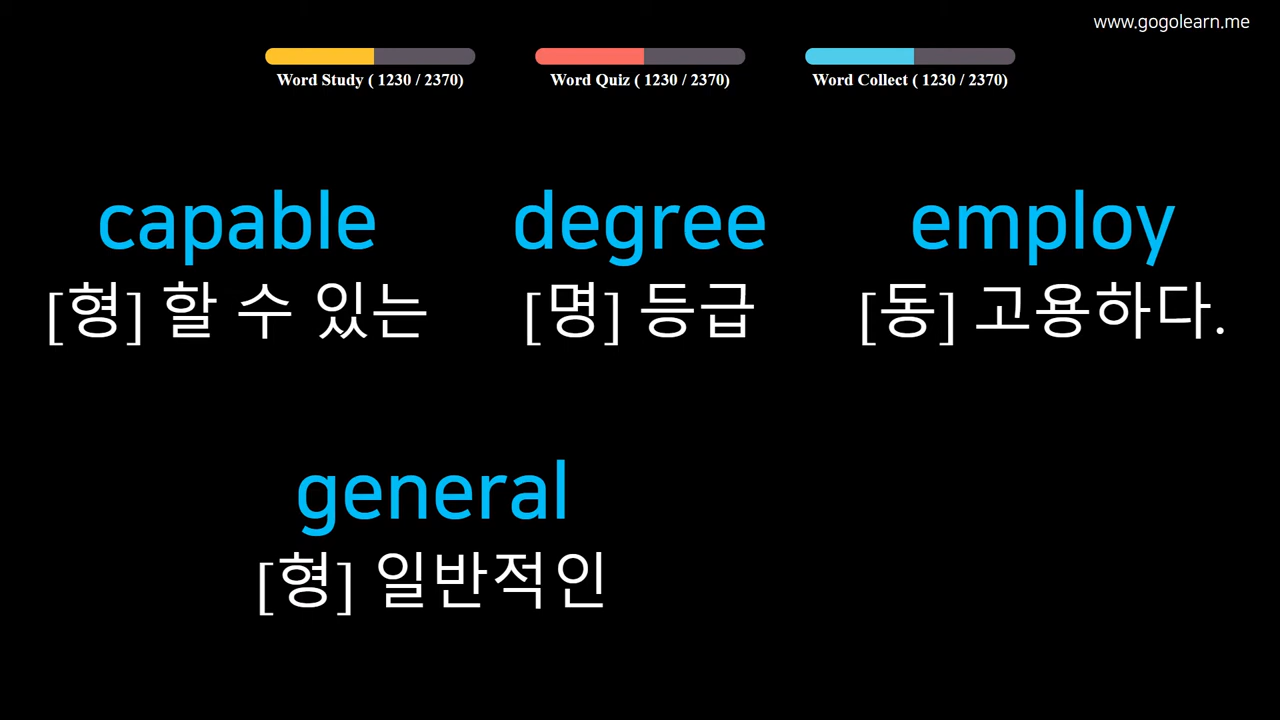 www.gogolearn.me
Word Study ( 1230 / 2370)
Word Quiz ( 1230 / 2370)
Word Collect ( 1230 / 2370)
capable
[형] 할 수 있는
degree
[명] 등급
employ
[동] 고용하다.
general
[형] 일반적인